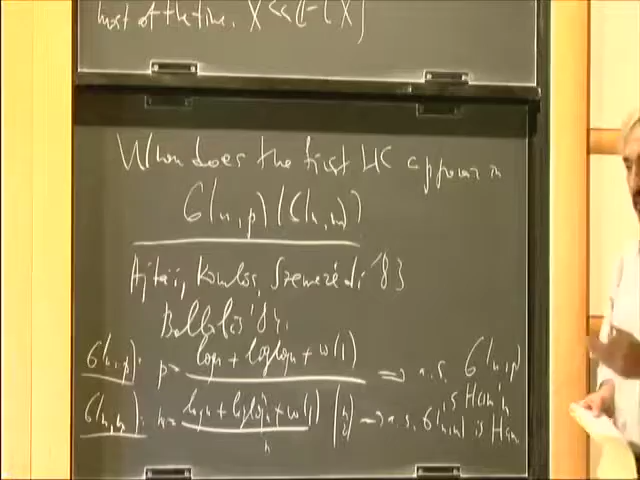 most of the time. X << E(X)
When does the first HC appear in
G(n,p) (G(n,m))
Ajtai, Komlós, Szemerédi '83
Bollobás '84.
G(n,p): p = log n + log log n + ω(1) ⟹ a.s. G(n,p) is Ham'n
G(n,m): m = log n + log log n + ω(1) / n (n 2) ⟹ a.s. G(n,m) is Ham